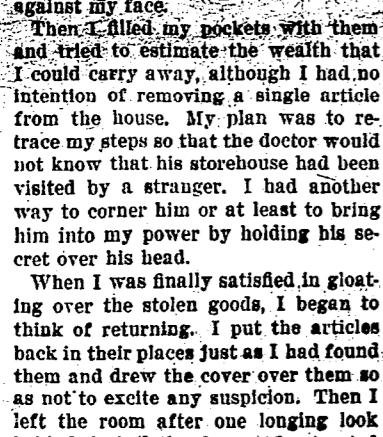 against my face.
Then I filled my pockets with them
and tried to estimate the wealth that
I could carry away, although I had no
intention of removing a single article
from the house. My plan was to re-
trace my steps so that the doctor would
not know that his storehouse had been
visited by a stranger. I had another
way to corner him or at least to bring
him into my power by holding his se-
cret over his head.
When I was finally satisfied in gloat-
ing over the stolen goods, I began to
think of returning. I put the articles
back in their places just as I had found
them and drew the cover over them so
as not to excite any suspicion. Then I
left the room after one longing look